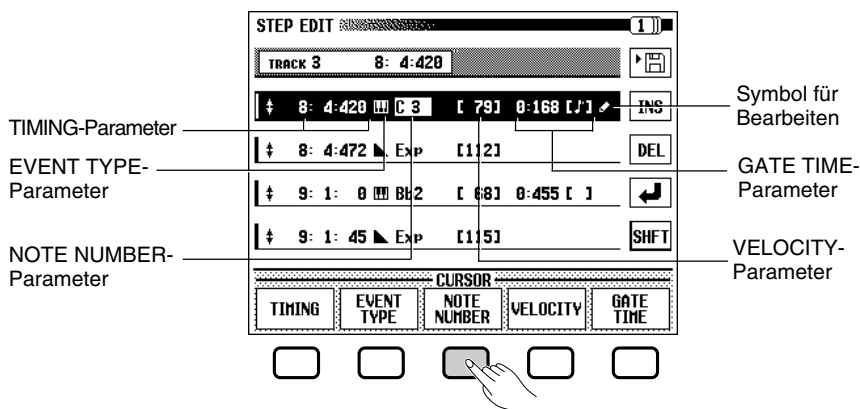 STEP EDIT
1
TRACK 3 8: 4:420
8: 4:420 C 3 [ 79] 0:168 [♪] INS
8: 4:472 Exp [112] DEL
9: 1: 0 Bb2 [ 68] 0:455 [ ]
9: 1: 45 Exp [115] SHFT
CURSOR
TIMING
EVENT TYPE
NOTE NUMBER
VELOCITY
GATE TIME
TIMING-Parameter
EVENT TYPE-
Parameter
NOTE NUMBER-
Parameter
Symbol für
Bearbeiten
GATE TIME-
Parameter
VELOCITY-
Parameter